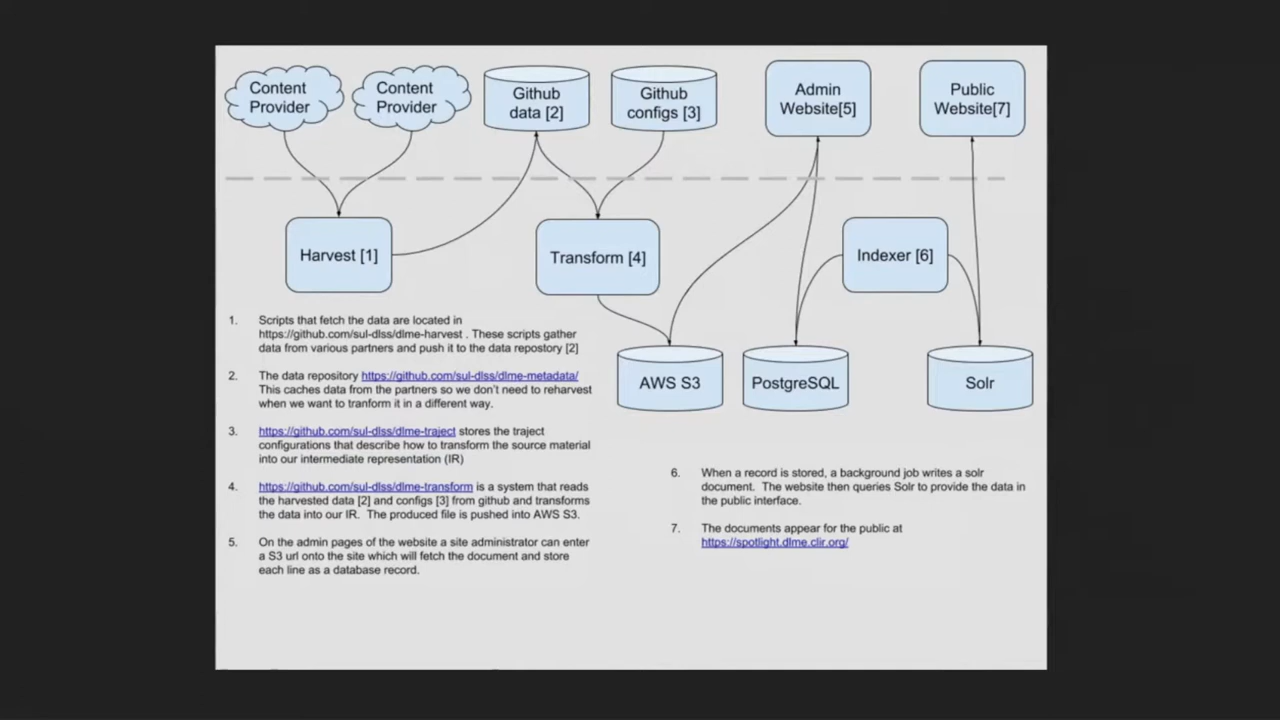 Content
Provider
Content
Provider
Github
data [2]
Github
configs [3]
Admin
Website[5]
Public
Website[7]
Harvest [1]
Transform [4]
Indexer [6]
AWS S3
PostgreSQL
Solr
1. Scripts that fetch the data are located in
https://github.com/sul-dlss/dlme-harvest . These scripts gather
data from various partners and push it to the data repostory [2]
2. The data repository https://github.com/sul-dlss/dlme-metadata/
This caches data from the partners so we don't need to reharvest
when we want to tranform it in a different way.
3. https://github.com/sul-dlss/dlme-traject stores the traject
configurations that describe how to transform the source material
into our intermediate representation (IR)
4. https://github.com/sul-dlss/dlme-transform is a system that reads
the harvested data [2] and configs [3] from github and transforms
the data into our IR. The produced file is pushed into AWS S3.
5. On the admin pages of the website a site administrator can enter
a S3 url onto the site which will fetch the document and store
each line as a database record.
6. When a record is stored, a background job writes a solr
document. The website then queries Solr to provide the data in
the public interface.
7. The documents appear for the public at
https://spotlight.dlme.clir.org/